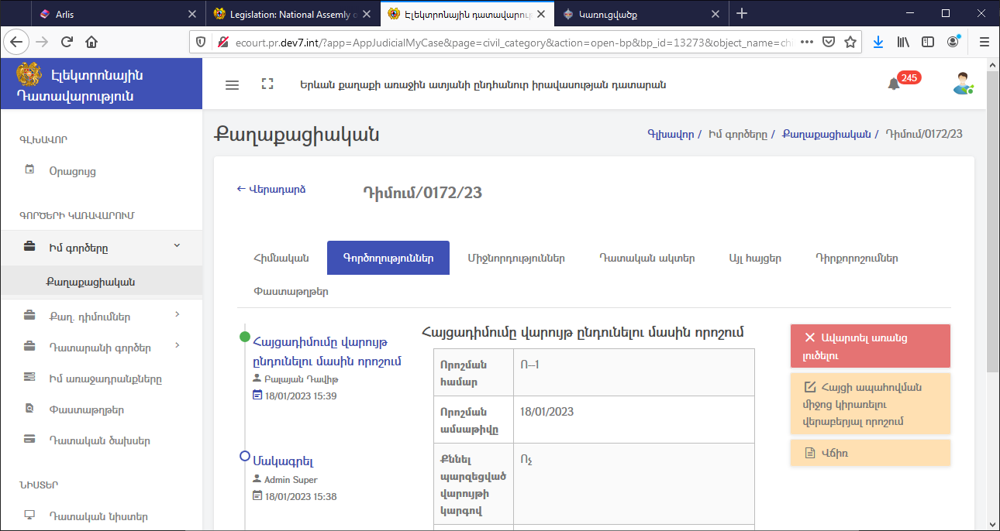 Arlis
Legislation: National Assemly o
Էլեկտրոնային դատավարու
Կառուցվածք
ecourt.pr.dev7.int/?app=AppJudicialMyCase&page=civil_category&action=open-bp&bp_id=13273&object_name=chi
Էլեկտրոնային
Դատավարություն
Երևան քաղաքի առաջին ատյանի ընդհանուր իրավասության դատարան
245
ԳԼԽԱՎՈՐ
Օրացույց
ԳՈՐԾԵՐԻ ԿԱՌԱՎԱՐՈՒՄ
Իմ գործերը
Քաղաքացիական
Քաղ. դիմումներ
Դատարանի գործեր
Իմ առաջադրանքները
Փաստաթղթեր
Դատական ծախսեր
ՆԻՍՏԵՐ
Դատական նիստեր
Քաղաքացիական
Գլխավոր / Իմ գործերը / Քաղաքացիական / Դիմում/0172/23
← Վերադարձ
Դիմում/0172/23
Հիմնական
Գործողություններ
Միջնորդություններ
Դատական ակտեր
Այլ հայցեր
Դիրքորոշումներ
Փաստաթղթեր
Հայցադիմումը վարույթ
ընդունելու մասին որոշում
Բալայան Դավիթ
18/01/2023 15:39
Մակագրել
Admin Super
18/01/2023 15:38
Հայցադիմումը վարույթ ընդունելու մասին որոշում
Որոշման
համար
Ո—1
Որոշման
ամսաթիվը
18/01/2023
Քննել
պարզեցված
վարույթի
կարգով
Ոչ
Ավարտել առանց
լուծելու
Հայցի ապահովման
միջոց կիրառելու
վերաբերյալ որոշում
Վճիռ